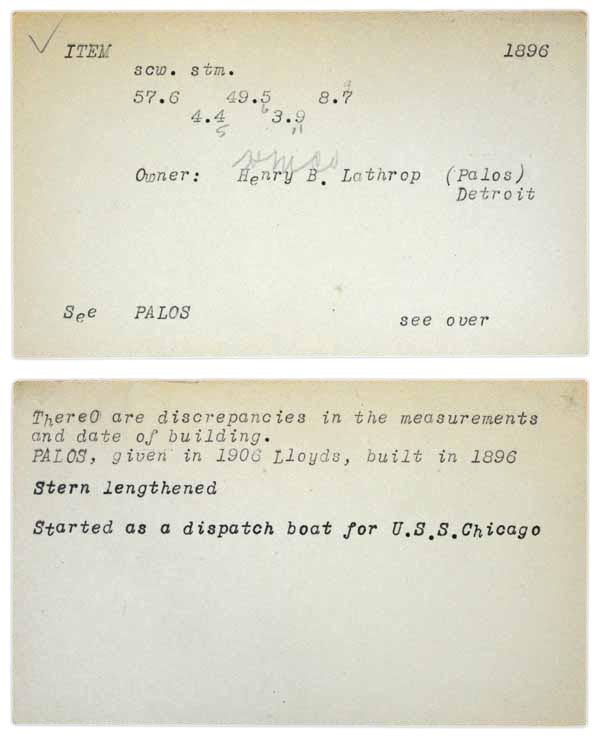 ITEM 1896
scw. stm.
57.6 49.5 8.7
4.4 3.9
Owner: Henry B. Lathrop (Palos)
Detroit
See PALOS
see over
ThereO are discrepancies in the measurements
and date of building.
PALOS, given in 1906 Lloyds, built in 1896
Stern lengthened
Started as a dispatch boat for U.S.S.Chicago